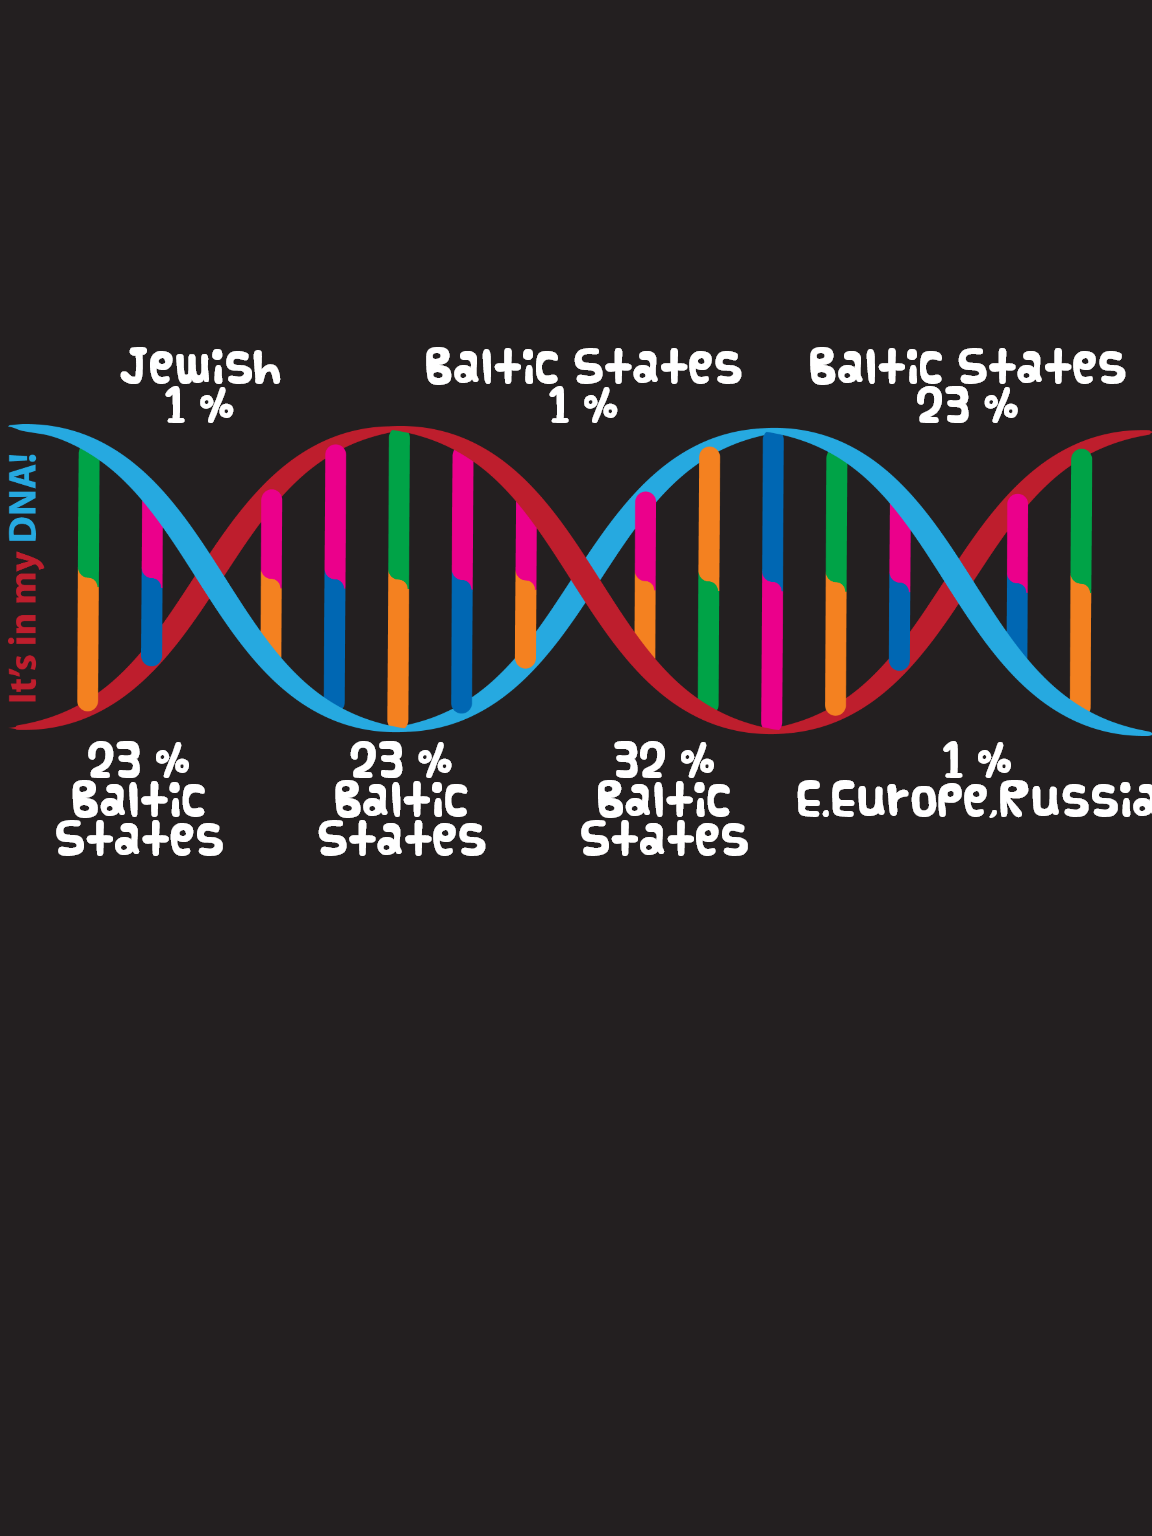 Jewish
1 %
Baltic States
1 %
Baltic States
23 %
It's in my DNA!
23 %
Baltic
States
23 %
Baltic
States
32 %
Baltic
States
1 %
E.Europe,Russia